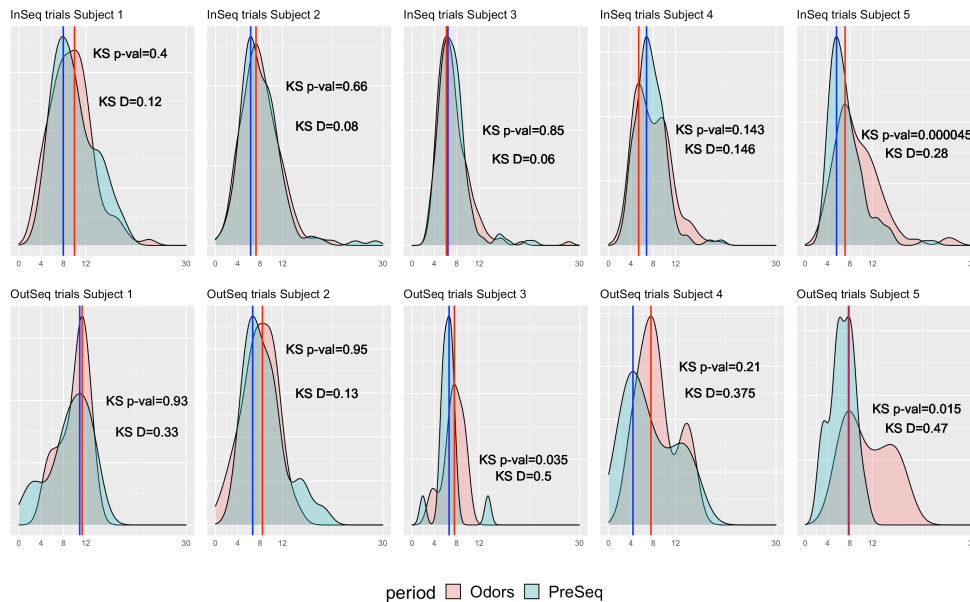 InSeq trials Subject 1
InSeq trials Subject 2
InSeq trials Subject 3
InSeq trials Subject 4
InSeq trials Subject 5
KS p-val=0.4
KS D=0.12
KS p-val=0.66
KS D=0.08
KS p-val=0.85
KS D=0.06
KS p-val=0.143
KS D=0.146
KS p-val=0.000045
KS D=0.28
0 4 8 12 30
0 4 8 12 30
0 4 8 12 30
0 4 8 12 30
0 4 8 12 30
OutSeq trials Subject 1
OutSeq trials Subject 2
OutSeq trials Subject 3
OutSeq trials Subject 4
OutSeq trials Subject 5
KS p-val=0.93
KS D=0.33
KS p-val=0.95
KS D=0.13
KS p-val=0.035
KS D=0.5
KS p-val=0.21
KS D=0.375
KS p-val=0.015
KS D=0.47
0 4 8 12 30
0 4 8 12 30
0 4 8 12 30
0 4 8 12 30
0 4 8 12 30
period Odors PreSeq